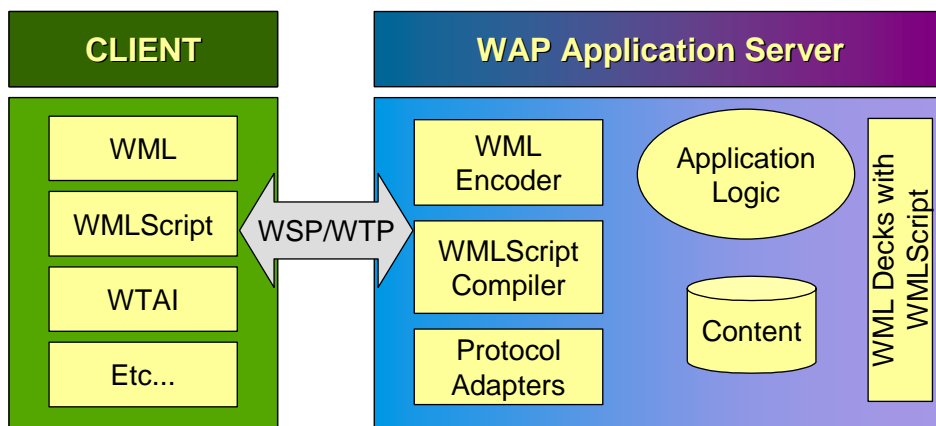 CLIENT
WAP Application Server
WML
WMLScript
WTAI
Etc...
WSP/WTP
WML
Encoder
WMLScript
Compiler
Protocol
Adapters
Application
Logic
Content
WML Decks with
WMLScript